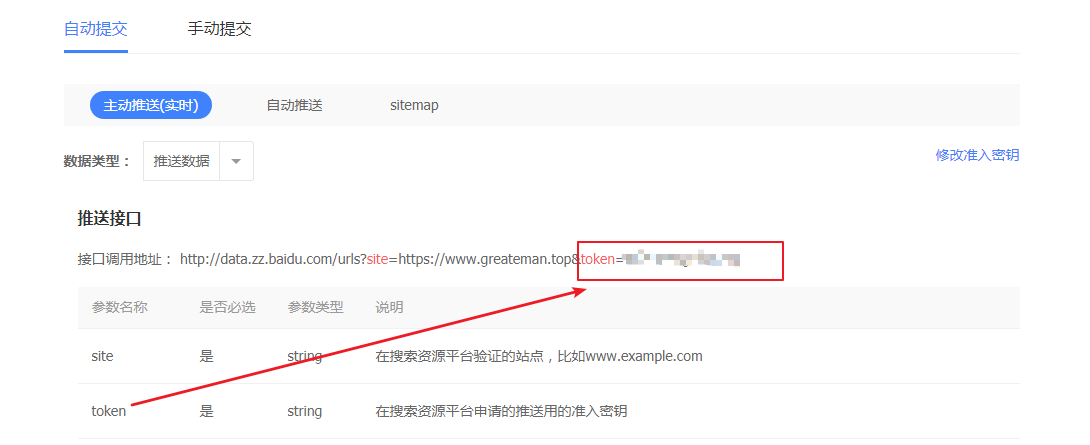 自动提交 手动提交
主动推送(实时) 自动推送 sitemap
数据类型： 推送数据 修改准入密钥
推送接口
接口调用地址： http://data.zz.baidu.com/urls?site=https://www.greateman.top&token=
参数名称 是否必选 参数类型 说明
site 是 string 在搜索资源平台验证的站点，比如www.example.com
token 是 string 在搜索资源平台申请的推送用的准入密钥